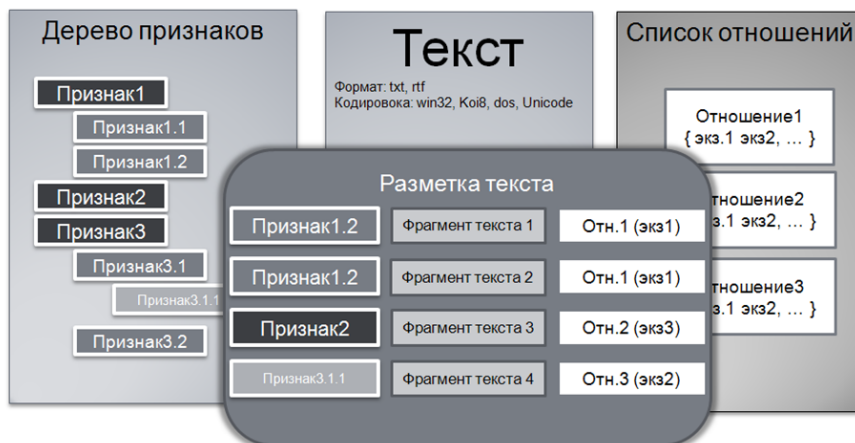 Дерево признаков
Признак1
Признак1.1
Признак1.2
Признак2
Признак3
Признак3.1
Признак3.1.1
Признак3.2
Текст
Формат: txt, rtf
Кодировока: win32, Koi8, dos, Unicode
Список отношений
Отношение1
{ экз.1 экз2, ... }
тношение2
з.1 экз2, ... }
тношение3
з.1 экз2, ... }
Разметка текста
Признак1.2 Фрагмент текста 1 Отн.1 (экз1)
Признак1.2 Фрагмент текста 2 Отн.1 (экз1)
Признак2 Фрагмент текста 3 Отн.2 (экз3)
Признак3.1.1 Фрагмент текста 4 Отн.3 (экз2)